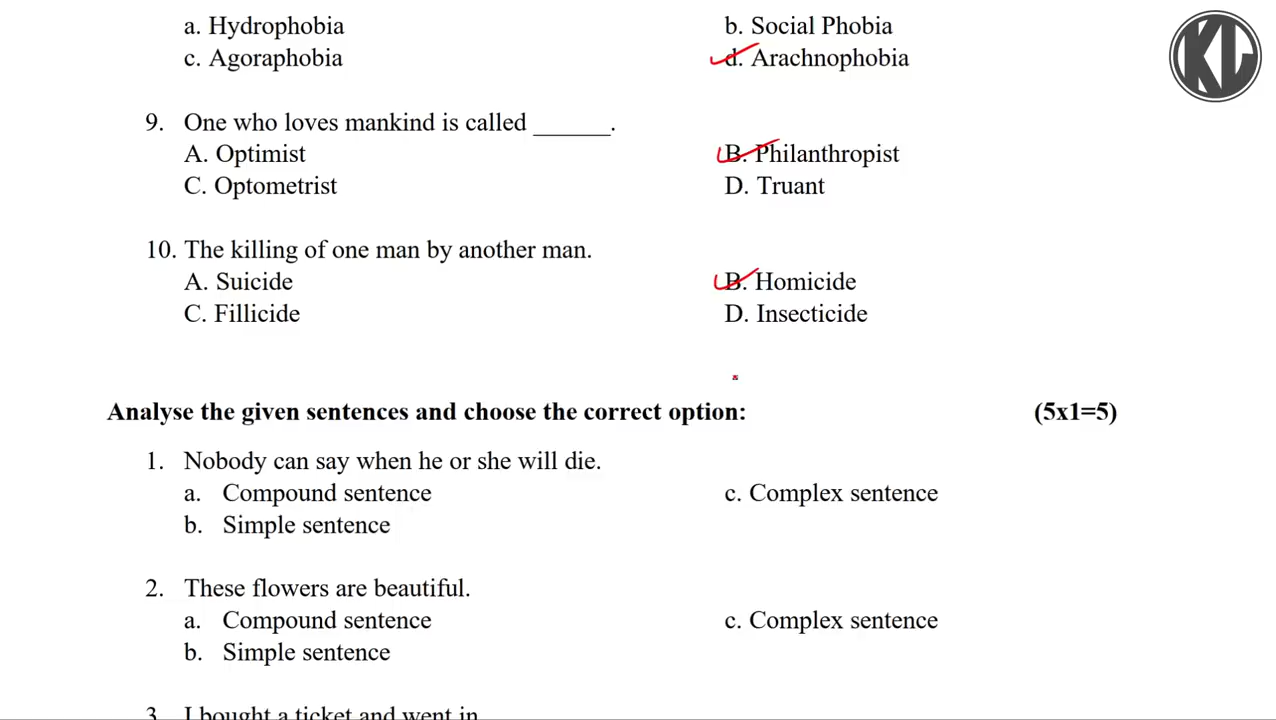 a. Hydrophobia b. Social Phobia
c. Agoraphobia d. Arachnophobia
KL
9. One who loves mankind is called ______.
A. Optimist B. Philanthropist
C. Optometrist D. Truant
10. The killing of one man by another man.
A. Suicide B. Homicide
C. Fillicide D. Insecticide
Analyse the given sentences and choose the correct option: (5x1=5)
1. Nobody can say when he or she will die.
a. Compound sentence c. Complex sentence
b. Simple sentence
2. These flowers are beautiful.
a. Compound sentence c. Complex sentence
b. Simple sentence
3. I bought a ticket and went in.